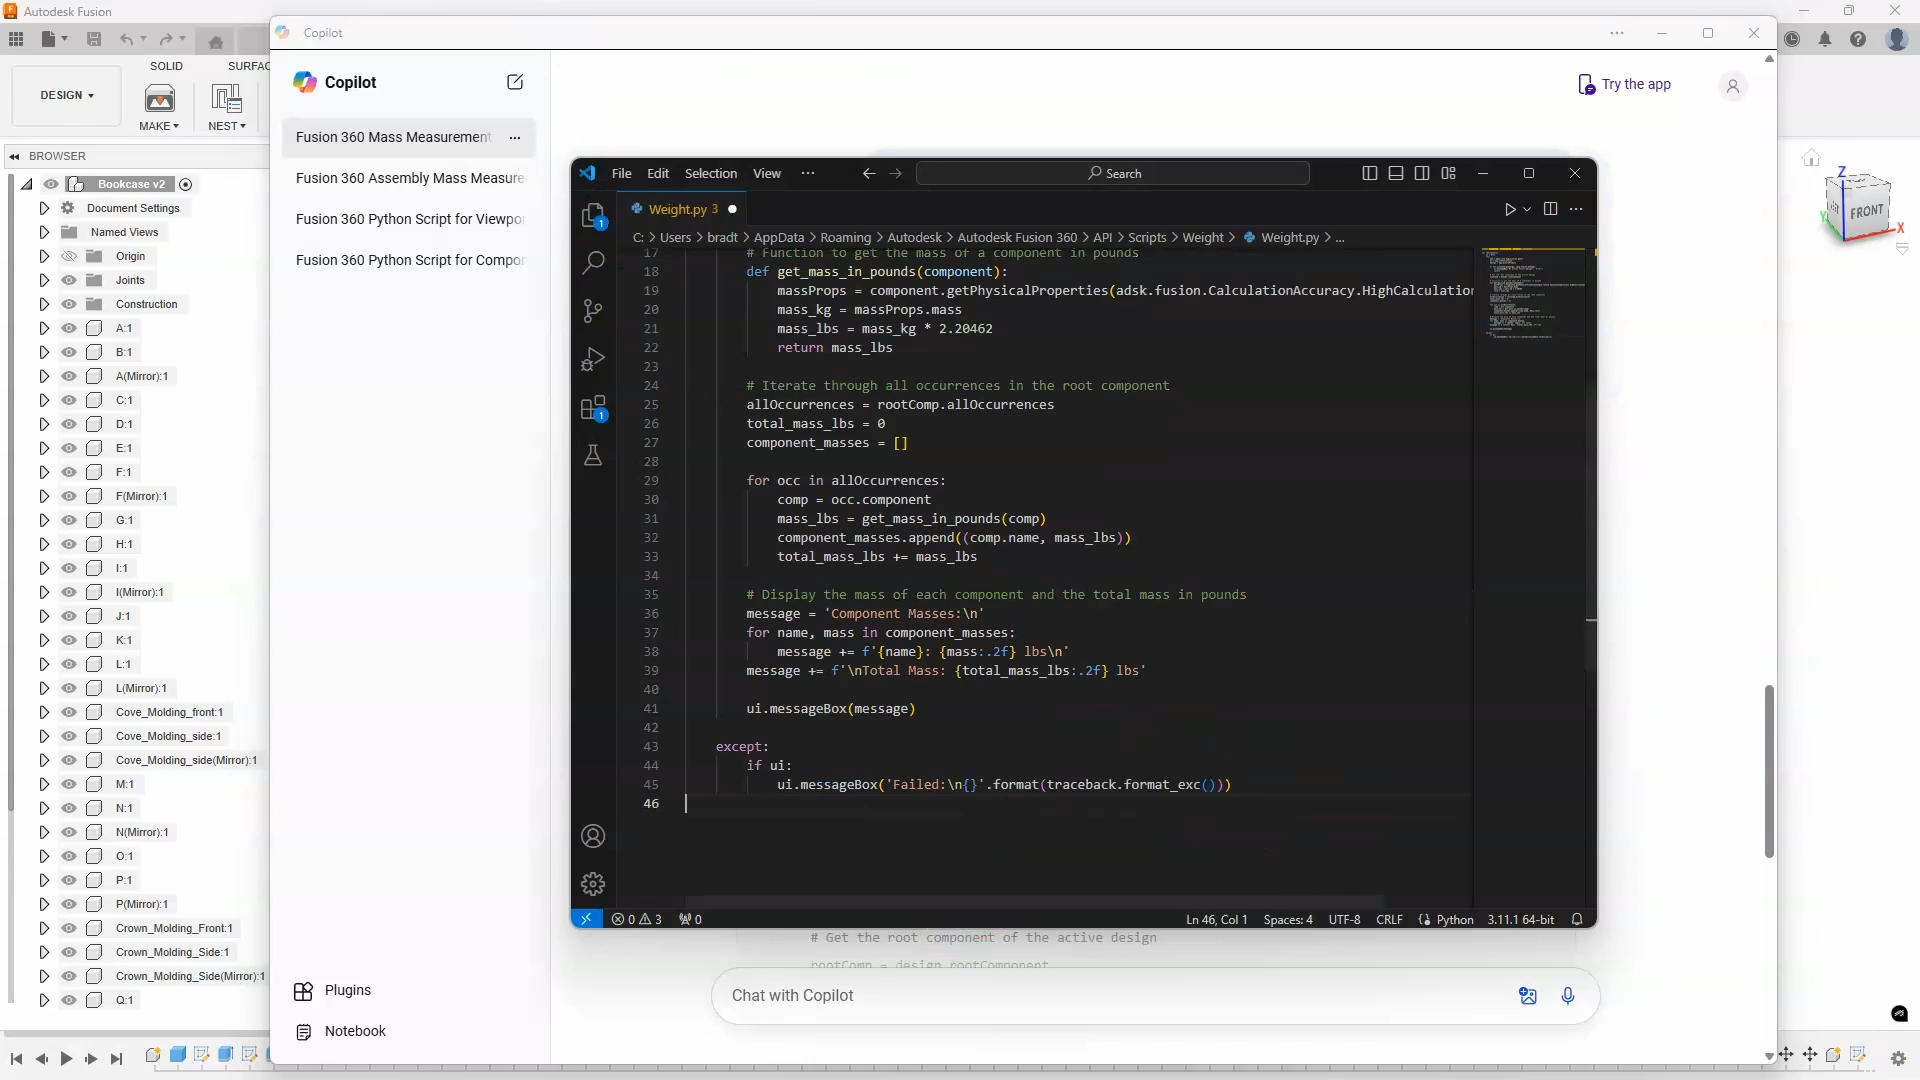 Autodesk Fusion
DESIGN
SOLID
MAKE
NEST
BROWSER
Bookcase v2
Document Settings
Named Views
Origin
Joints
Construction
A:1
B:1
A(Mirror):1
C:1
D:1
E:1
F:1
F(Mirror):1
G:1
H:1
I:1
I(Mirror):1
J:1
K:1
L:1
L(Mirror):1
Cove_Molding_front:1
Cove_Molding_side:1
Cove_Molding_side(Mirror):1
M:1
N:1
N(Mirror):1
O:1
P:1
P(Mirror):1
Crown_Molding_Front:1
Crown_Molding_Side:1
Crown_Molding_Side(Mirror):1
Q:1
Copilot
Copilot
Fusion 360 Mass Measurement
Fusion 360 Assembly Mass Measure
Fusion 360 Python Script for Viewpo
Fusion 360 Python Script for Compo
Plugins
Notebook
Try the app
File Edit Selection View ···
Search
1
1
Weight.py 3
C: > Users > bradt > AppData > Roaming > Autodesk > Autodesk Fusion 360 > API > Scripts > Weight > Weight.py > ...
17 # Function to get the mass of a component in pounds
18 def get_mass_in_pounds(component):
19 massProps = component.getPhysicalProperties(adsk.fusion.CalculationAccuracy.HighCalculation
20 mass_kg = massProps.mass
21 mass_lbs = mass_kg * 2.20462
22 return mass_lbs
23
24 # Iterate through all occurrences in the root component
25 allOccurrences = rootComp.allOccurrences
26 total_mass_lbs = 0
27 component_masses = []
28
29 for occ in allOccurrences:
30 comp = occ.component
31 mass_lbs = get_mass_in_pounds(comp)
32 component_masses.append((comp.name, mass_lbs))
33 total_mass_lbs += mass_lbs
34
35 # Display the mass of each component and the total mass in pounds
36 message = 'Component Masses:\n'
37 for name, mass in component_masses:
38 message += f'{name}: {mass:.2f} lbs\n'
39 message += f'\nTotal Mass: {total_mass_lbs:.2f} lbs'
40
41 ui.messageBox(message)
42
43 except:
44 if ui:
45 ui.messageBox('Failed:\n{}'.format(traceback.format_exc()))
46
0 3 0 Ln 46, Col 1 Spaces: 4 UTF-8 CRLF Python 3.11.1 64-bit
# Get the root component of the active design
rootComp = design.rootComponent
Chat with Copilot
Z
FRONT
X
Y